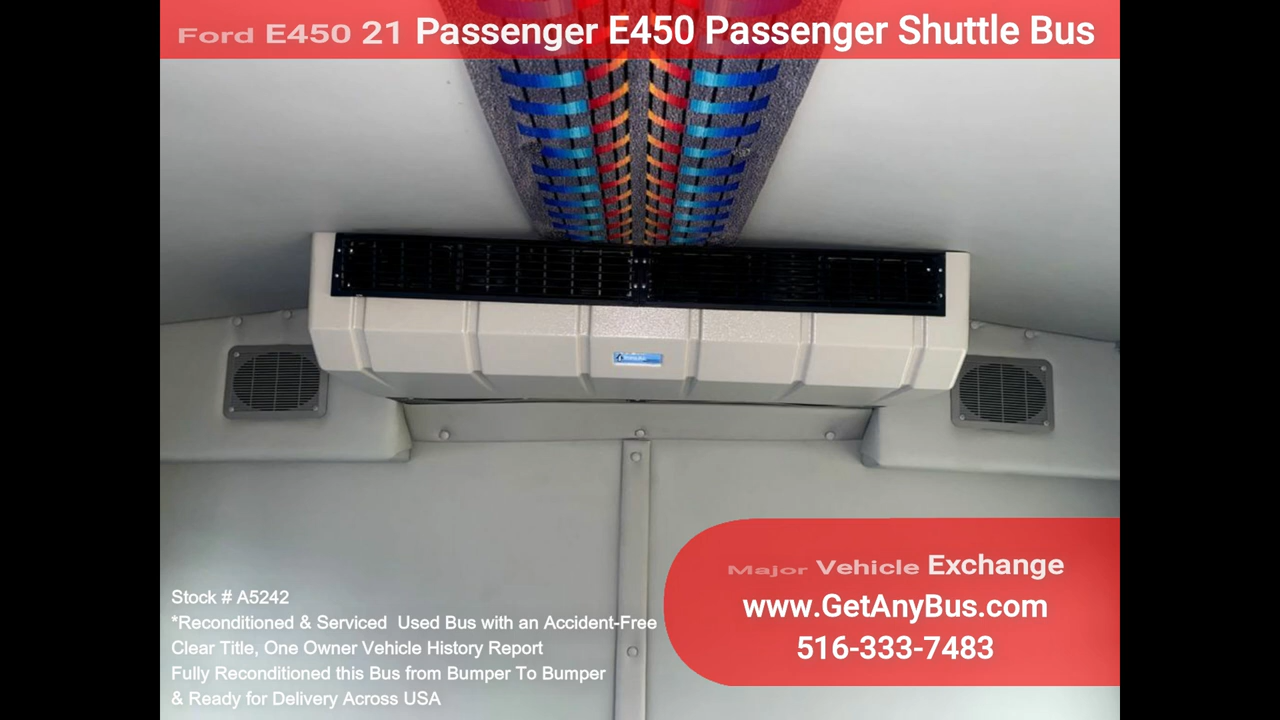 Ford E450 21 Passenger E450 Passenger Shuttle Bus
Stock # A5242
*Reconditioned & Serviced  Used Bus with an Accident-Free
Clear Title, One Owner Vehicle History Report
Fully Reconditioned this Bus from Bumper To Bumper
& Ready for Delivery Across USA
Major Vehicle Exchange
www.GetAnyBus.com
516-333-7483